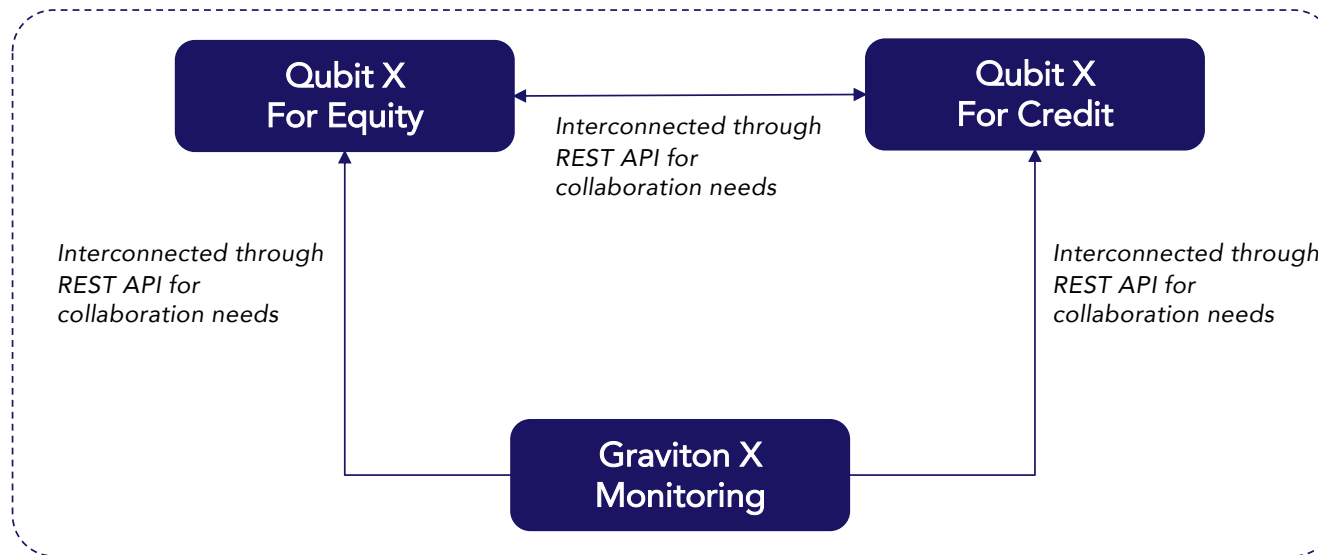 Qubit X
For Equity
Qubit X
For Credit
Interconnected through
REST API for
collaboration needs
Interconnected through
REST API for
collaboration needs
Interconnected through
REST API for
collaboration needs
Graviton X
Monitoring